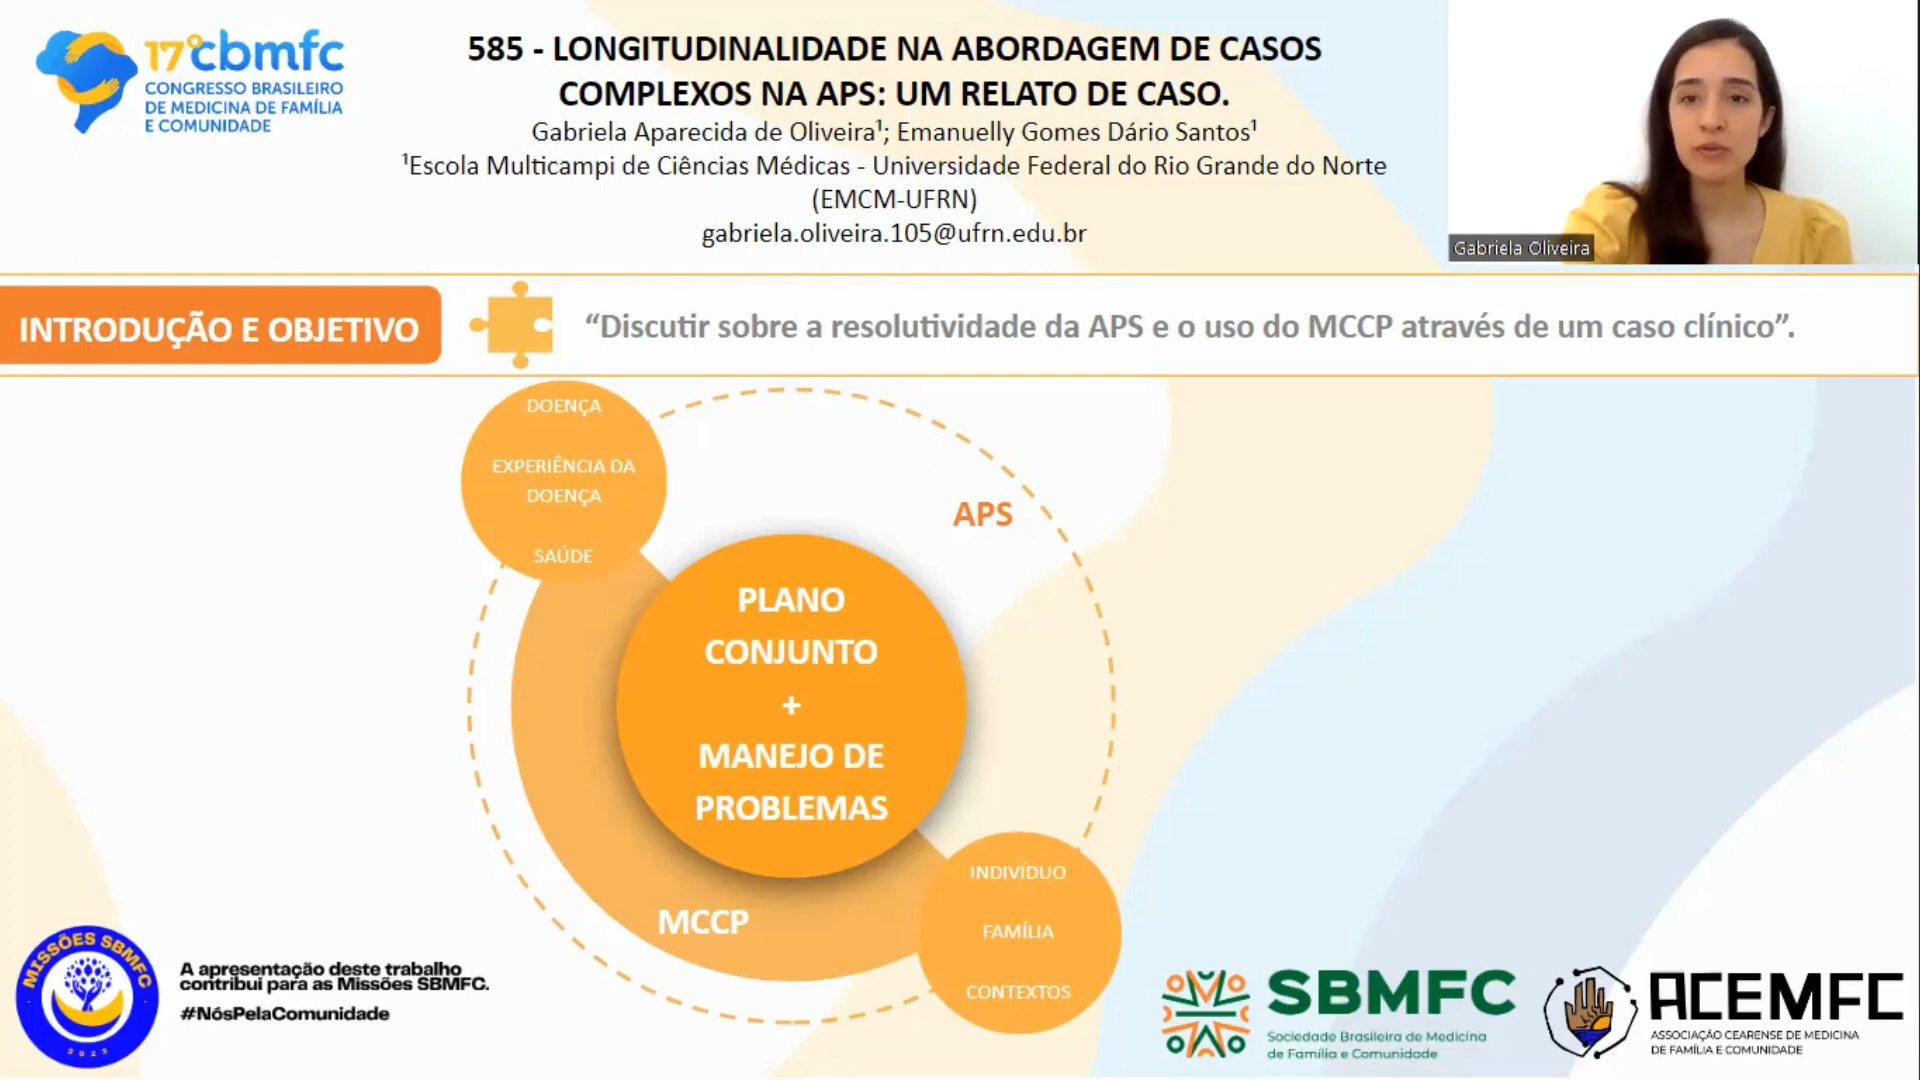 17º cbmfc
CONGRESSO BRASILEIRO
DE MEDICINA DE FAMÍLIA
E COMUNIDADE
585 - LONGITUDINALIDADE NA ABORDAGEM DE CASOS
COMPLEXOS NA APS: UM RELATO DE CASO.
Gabriela Aparecida de Oliveira¹; Emanuelly Gomes Dário Santos¹
¹Escola Multicampi de Ciências Médicas - Universidade Federal do Rio Grande do Norte
(EMCM-UFRN)
gabriela.oliveira.105@ufrn.edu.br
Gabriela Oliveira
INTRODUÇÃO E OBJETIVO
“Discutir sobre a resolutividade da APS e o uso do MCCP através de um caso clínico”.
DOENÇA
EXPERIÊNCIA DA
DOENÇA
SAÚDE
APS
PLANO
CONJUNTO
+
MANEJO DE
PROBLEMAS
MCCP
INDIVÍDUO
FAMÍLIA
CONTEXTOS
MISSÕES SBMFC
2023
A apresentação deste trabalho
contribui para as Missões SBMFC.
#NósPelaComunidade
SBMFC
Sociedade Brasileira de Medicina
de Família e Comunidade
ACEMFC
ASSOCIAÇÃO CEARENSE DE MEDICINA
DE FAMÍLIA E COMUNIDADE